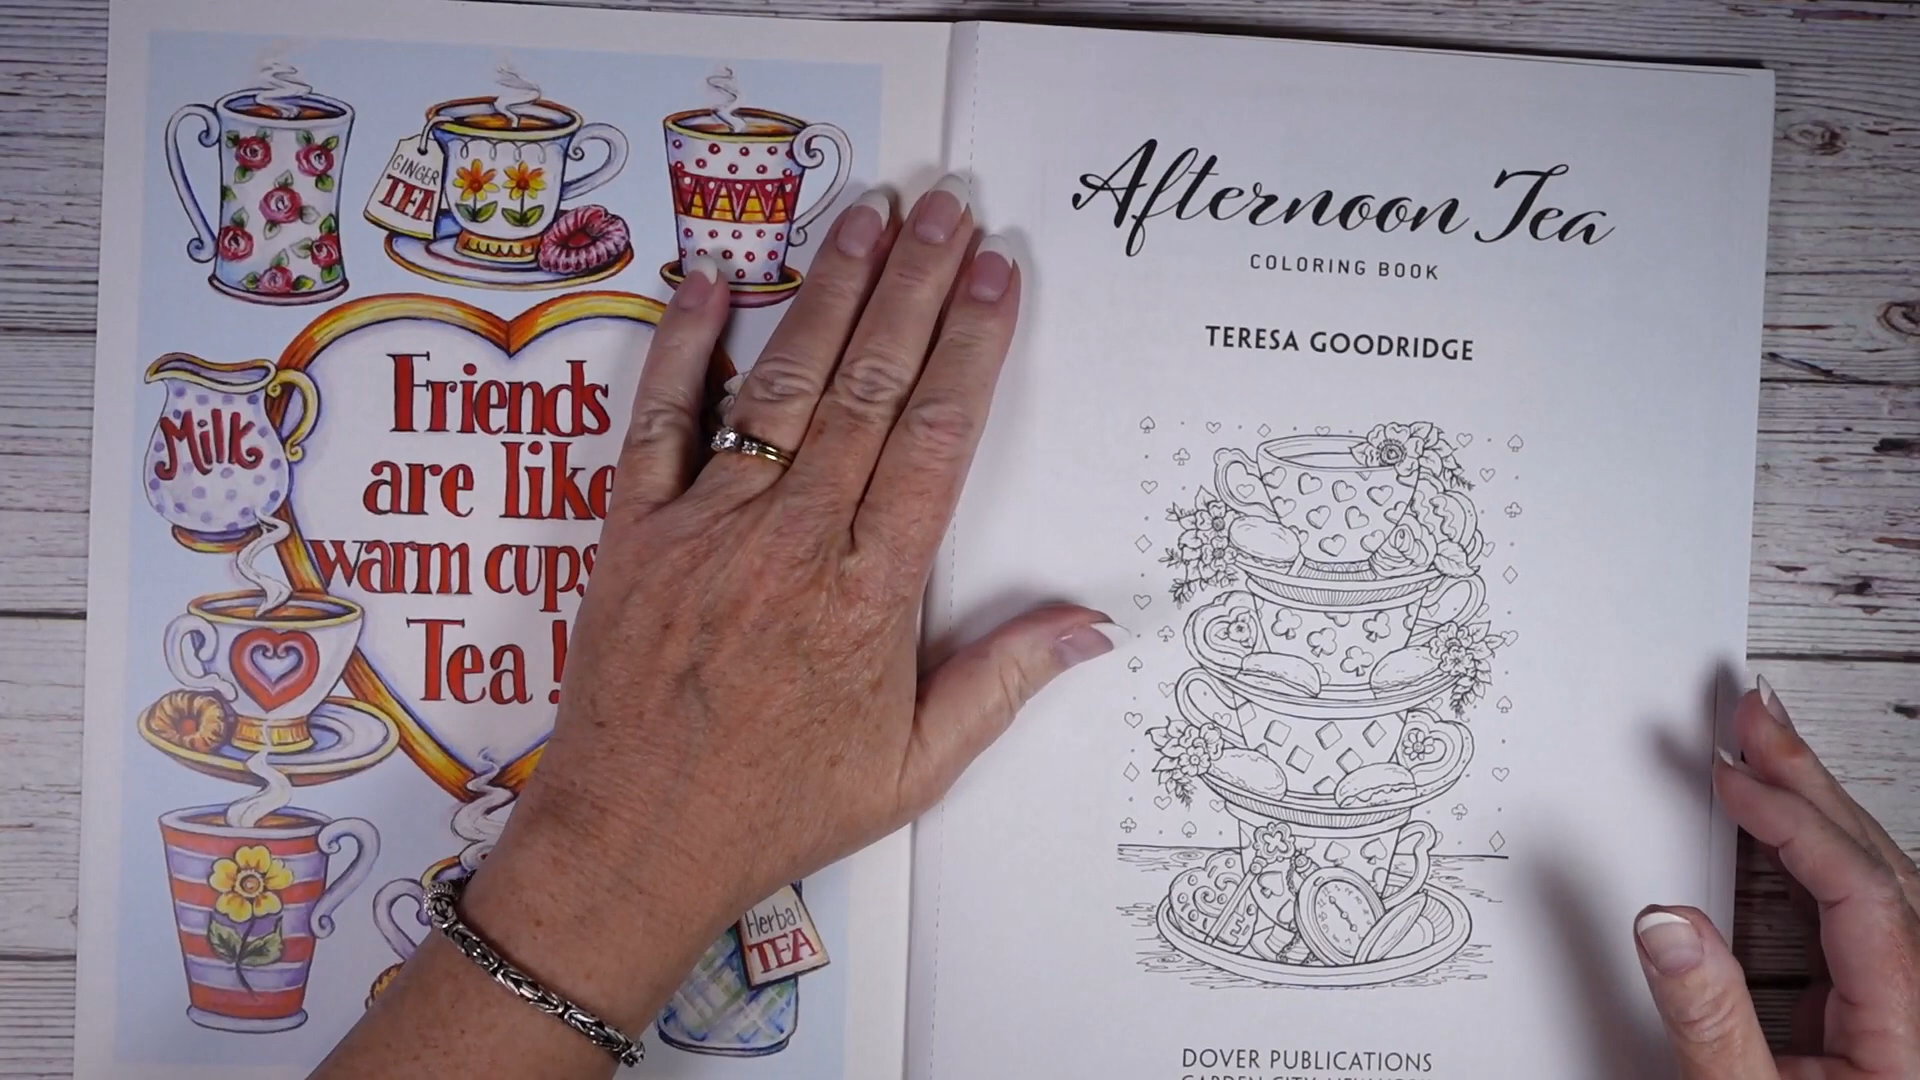 GINGER
TEA
Milk
Friends
are like
warm cups
Tea!
Herbal
TEA
Afternoon Tea
COLORING BOOK
TERESA GOODRIDGE
DOVER PUBLICATIONS